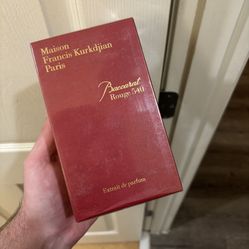 Maison
Francis Kurkdjian
Paris
Baccarat
Rouge 540
Extrait de parfum